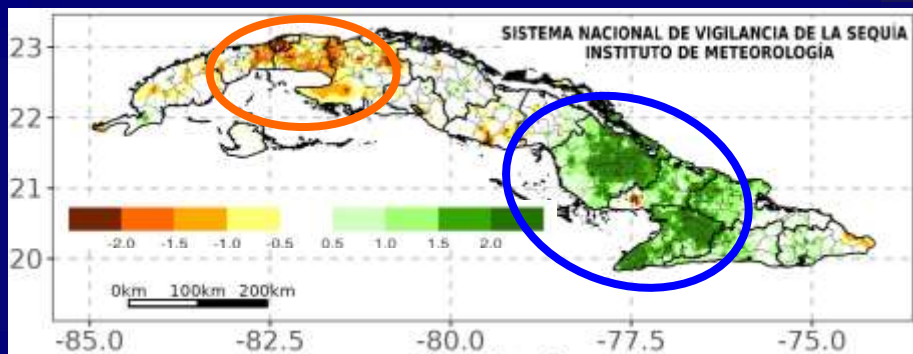 SISTEMA NACIONAL DE VIGILANCIA DE LA SEQUÍA
INSTITUTO DE METEOROLOGÍA
23
22
21
20
-2.0 -1.5 -1.0 -0.5 0.5 1.0 1.5 2.0
0km 100km 200km
-85.0 -82.5 -80.0 -77.5 -75.0